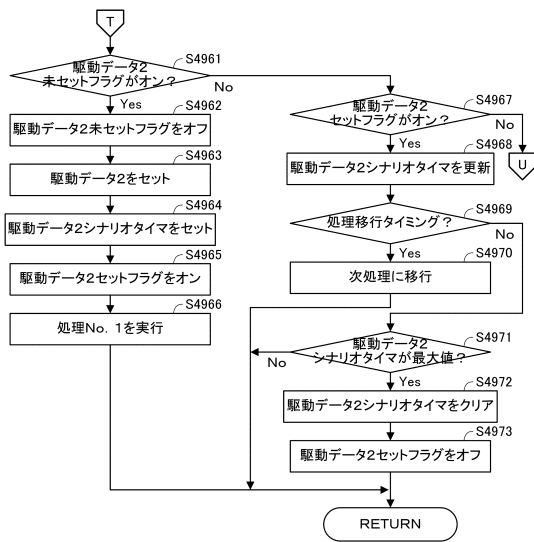 T
S4961
駆動データ2
未セットフラグがオン？
No
Yes
S4962
駆動データ2未セットフラグをオフ
S4963
駆動データ2をセット
S4964
駆動データ2シナリオタイマをセット
S4965
駆動データ2セットフラグをオン
S4966
処理No. 1を実行
S4967
駆動データ2
セットフラグがオン？
No
Yes
U
S4968
駆動データ2シナリオタイマを更新
S4969
処理移行タイミング？
No
Yes
S4970
次処理に移行
S4971
駆動データ2
シナリオタイマが最大値？
No
Yes
S4972
駆動データ2シナリオタイマをクリア
S4973
駆動データ2セットフラグをオフ
RETURN